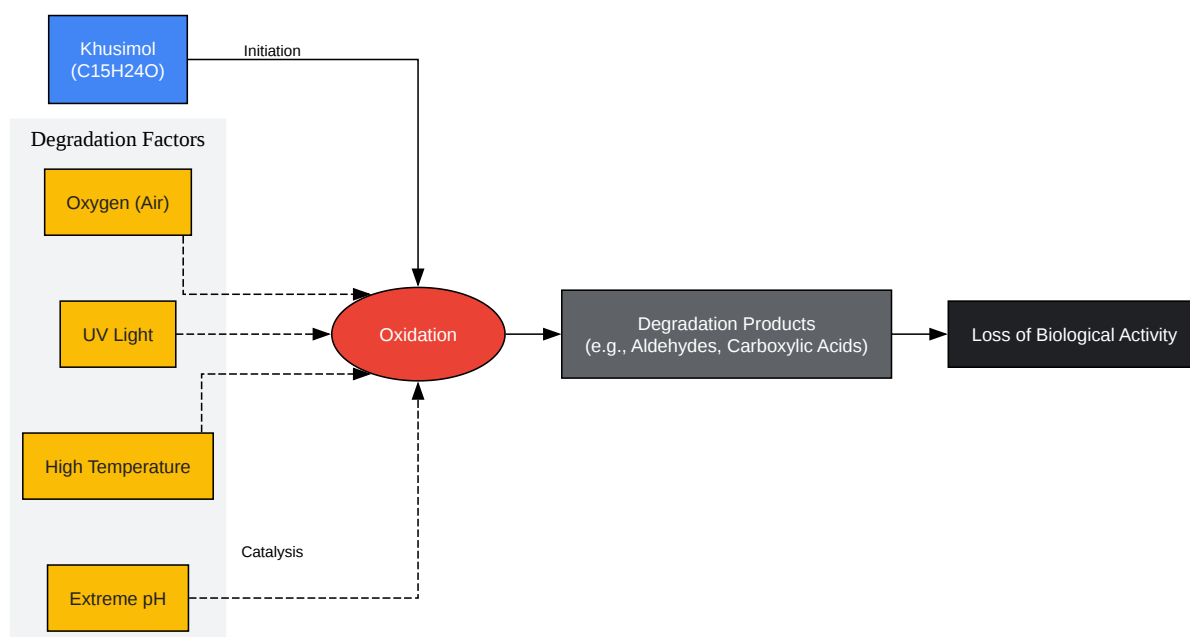 Khusimol
(C15H24O)
Initiation
Degradation Factors
Oxygen (Air)
UV Light
High Temperature
Extreme pH
Catalysis
Oxidation
Degradation Products
(e.g., Aldehydes, Carboxylic Acids)
Loss of Biological Activity